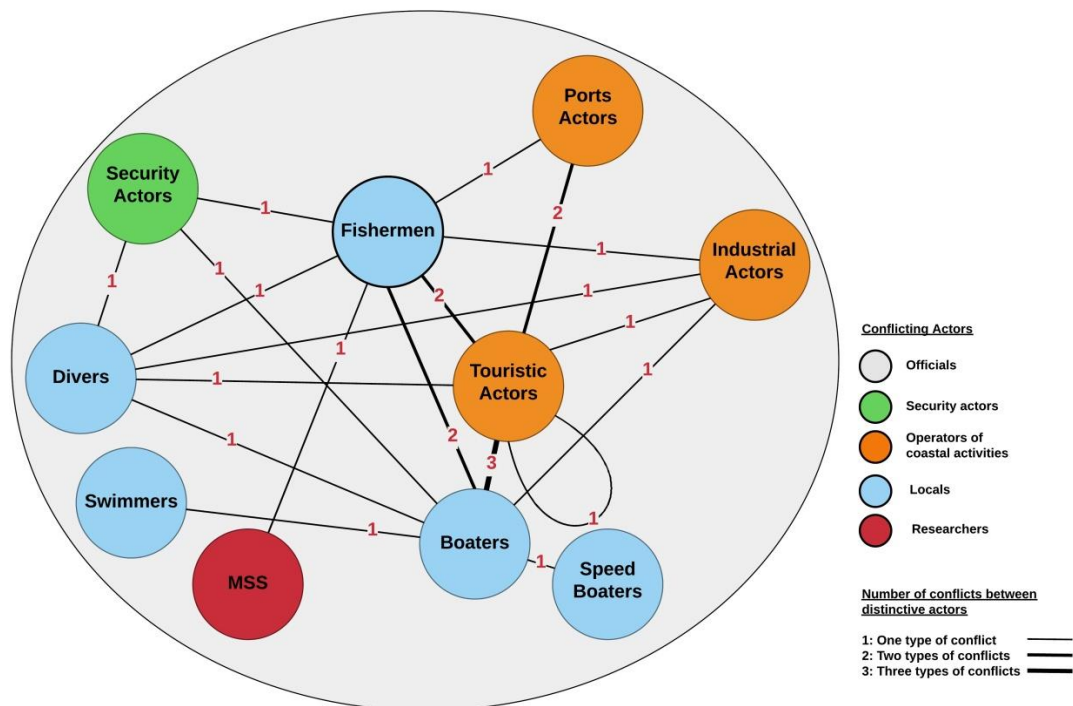 Ports
Actors
Security
Actors
1
1
Fishermen
2
Industrial
Actors
1
1
1
1
1
2
1
1
Touristic
Actors
1
1
Divers
1
2
1
3
Swimmers
1
1
Boaters
1
MSS
Speed
Boaters
Conflicting Actors
Officials
Security actors
Operators of
coastal activities
Locals
Researchers
Number of conflicts between
distinctive actors
1: One type of conflict
2: Two types of conflicts
3: Three types of conflicts